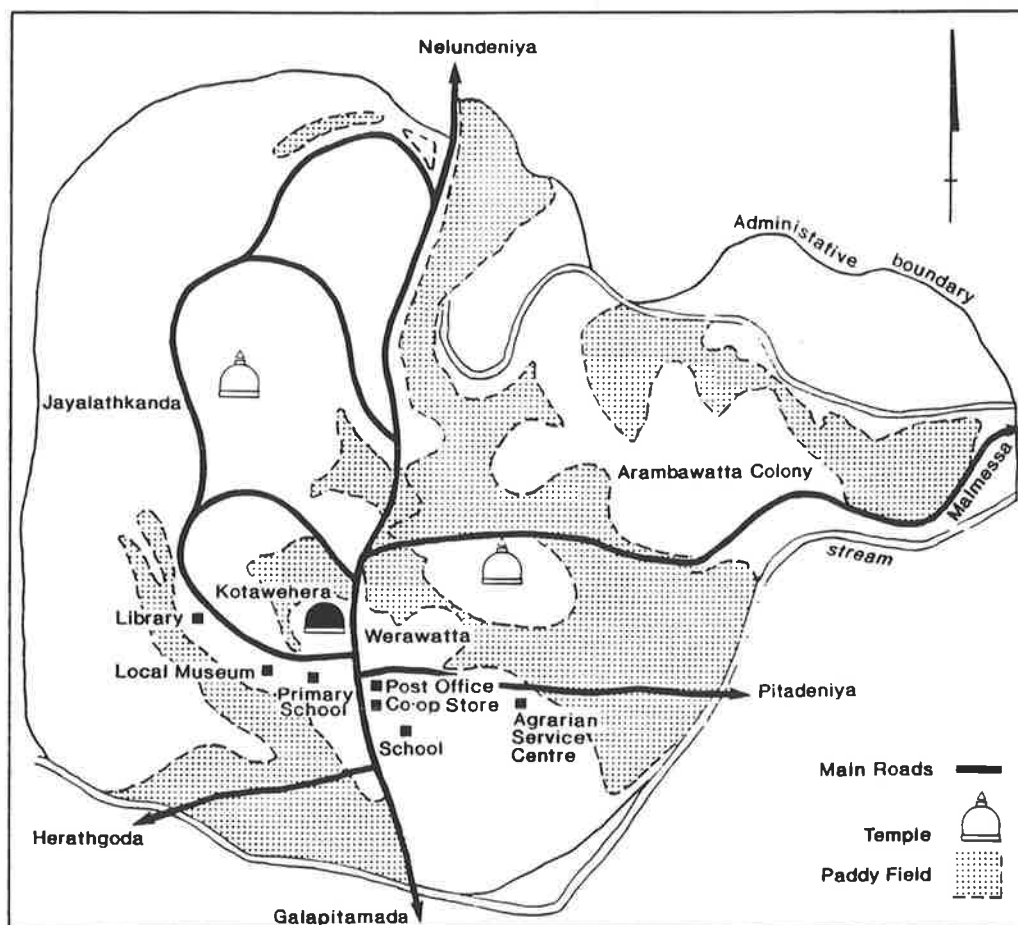 Nelundeniya
Administative boundary
Jayalathkanda
Arambawatta Colony
Malmessa
stream
Kotawehera
Library
Werawatta
Local Museum
Primary
School
Post Office
Co-op Store
Pitadeniya
School
Agrarian
Service
Centre
Main Roads
Herathgoda
Temple
Paddy Field
Galapitamada